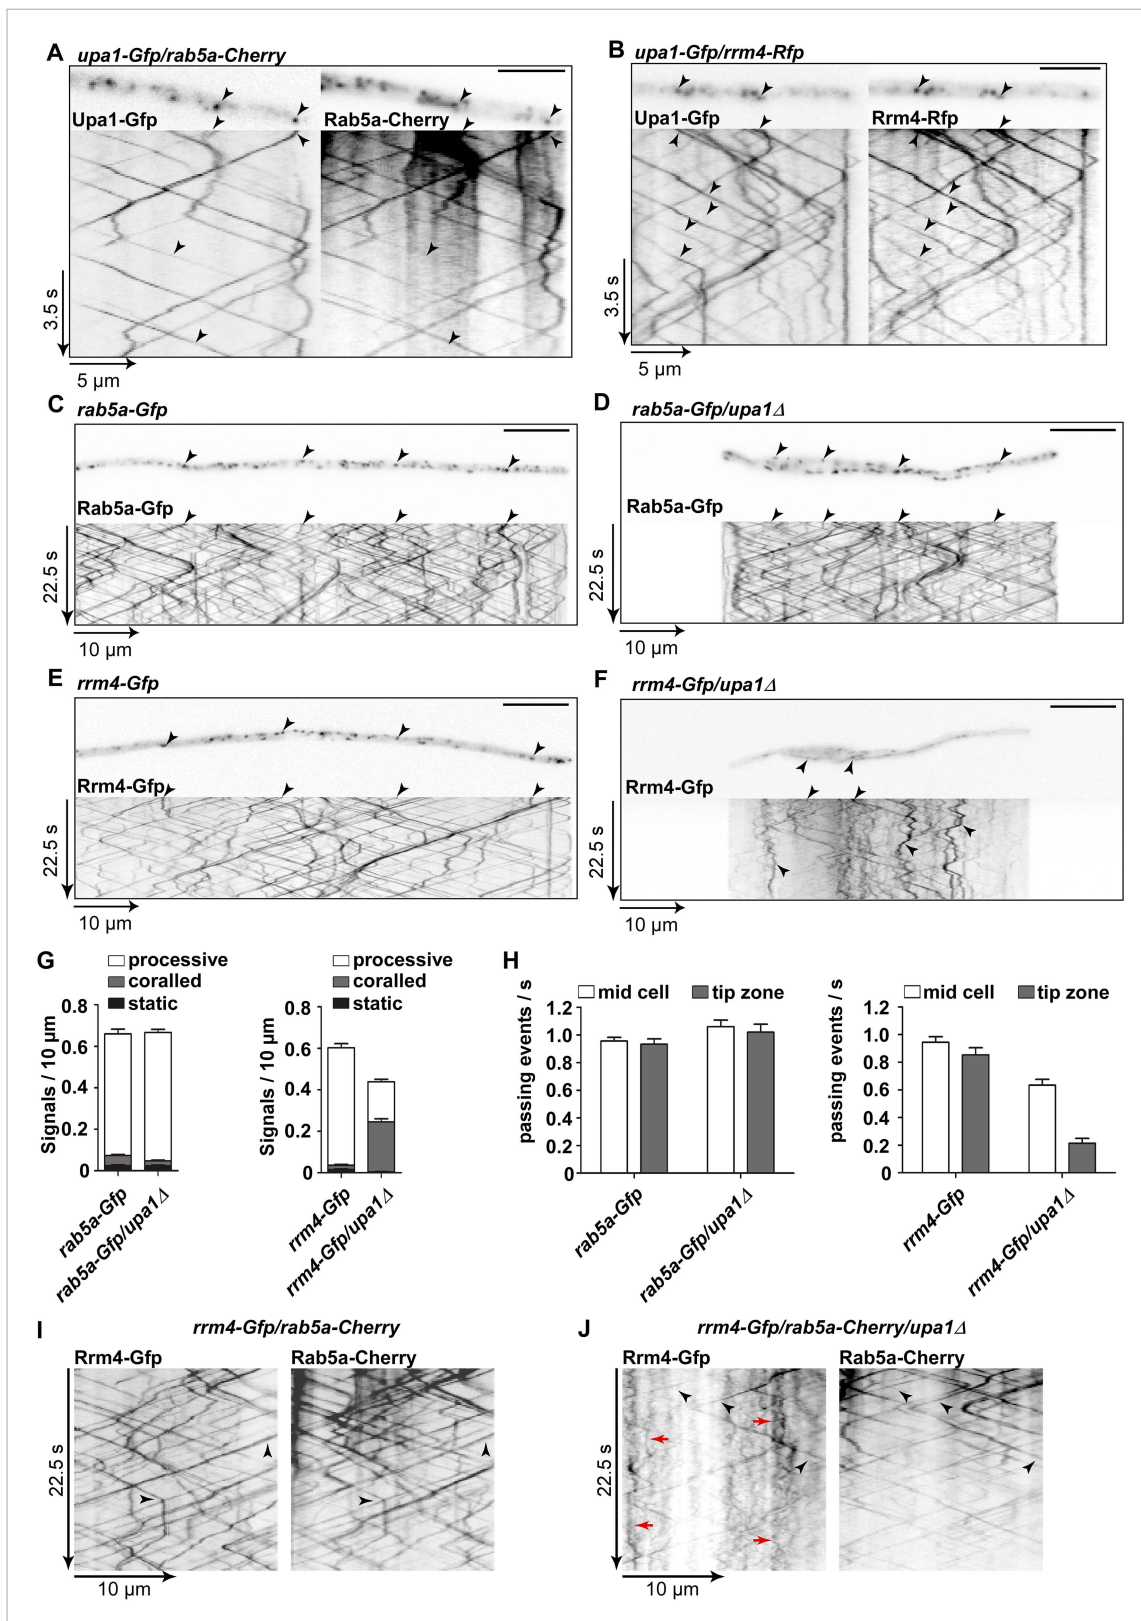 A
upa1-Gfp/rab5a-Cherry
Upa1-Gfp
Rab5a-Cherry
3.5 s
5 µm
B
upa1-Gfp/rrm4-Rfp
Upa1-Gfp
Rrm4-Rfp
3.5 s
5 µm
C
rab5a-Gfp
Rab5a-Gfp
22.5 s
10 µm
D
rab5a-Gfp/upa1Δ
Rab5a-Gfp
22.5 s
10 µm
E
rrm4-Gfp
Rrm4-Gfp
22.5 s
10 µm
F
rrm4-Gfp/upa1Δ
Rrm4-Gfp
22.5 s
10 µm
G
processive
coralled
static
Signals / 10 µm
0.8
0.6
0.4
0.2
0
rab5a-Gfp
rab5a-Gfp/upa1Δ
processive
coralled
static
Signals / 10 µm
0.8
0.6
0.4
0.2
0
rrm4-Gfp
rrm4-Gfp/upa1Δ
H
mid cell tip zone
passing events / s
1.2
1.0
0.8
0.6
0.4
0.2
0
rab5a-Gfp
rab5a-Gfp/upa1Δ
mid cell tip zone
passing events / s
1.2
1.0
0.8
0.6
0.4
0.2
0
rrm4-Gfp
rrm4-Gfp/upa1Δ
I
rrm4-Gfp/rab5a-Cherry
Rrm4-Gfp
Rab5a-Cherry
22.5 s
10 µm
J
rrm4-Gfp/rab5a-Cherry/upa1Δ
Rrm4-Gfp
Rab5a-Cherry
22.5 s
10 µm